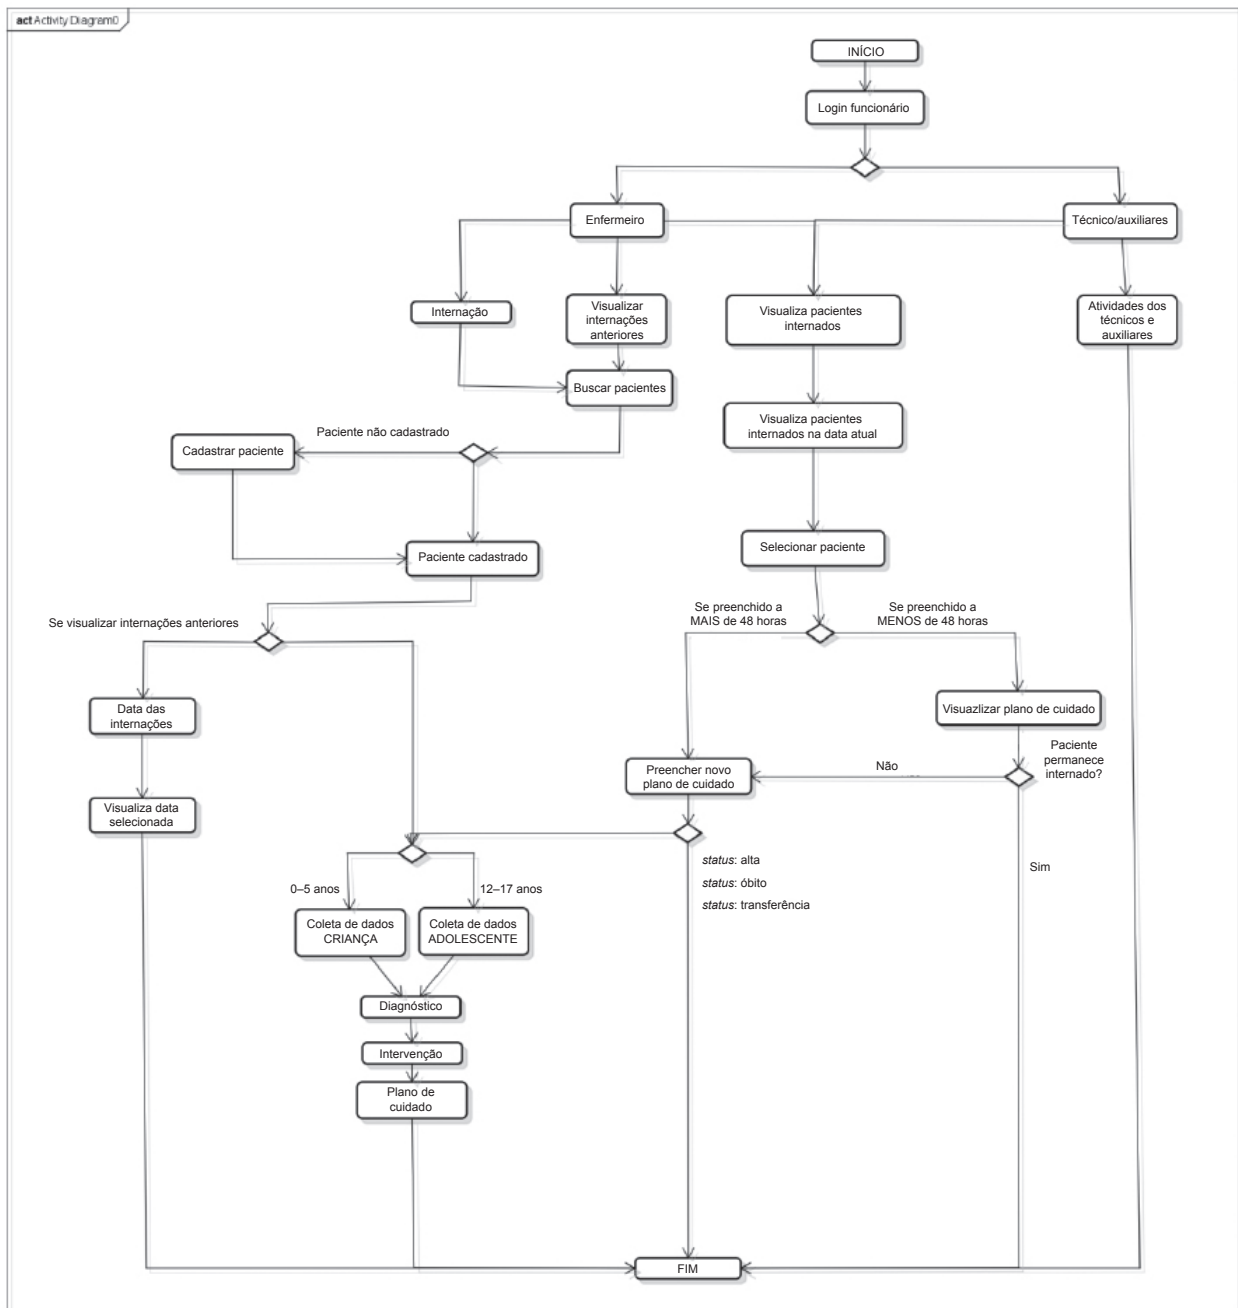 act Activity Diagram0
INÍCIO
Login funcionário
Enfermeiro
Técnico/auxiliares
Internação
Visualizar
internações
anteriores
Visualiza pacientes
internados
Atividades dos
técnicos e
auxiliares
Buscar pacientes
Visualiza pacientes
internados na data atual
Paciente não cadastrado
Cadastrar paciente
Selecionar paciente
Paciente cadastrado
Se preenchido a
MAIS de 48 horas
Se preenchido a
MENOS de 48 horas
Se visualizar internações anteriores
Data das
internações
Visuazlizar plano de cuidado
Paciente
permanece
internado?
Não
Preencher novo
plano de cuidado
Visualiza data
selecionada
status: alta
status: óbito
status: transferência
Sim
0–5 anos
12–17 anos
Coleta de dados
CRIANÇA
Coleta de dados
ADOLESCENTE
Diagnóstico
Intervenção
Plano de
cuidado
FIM